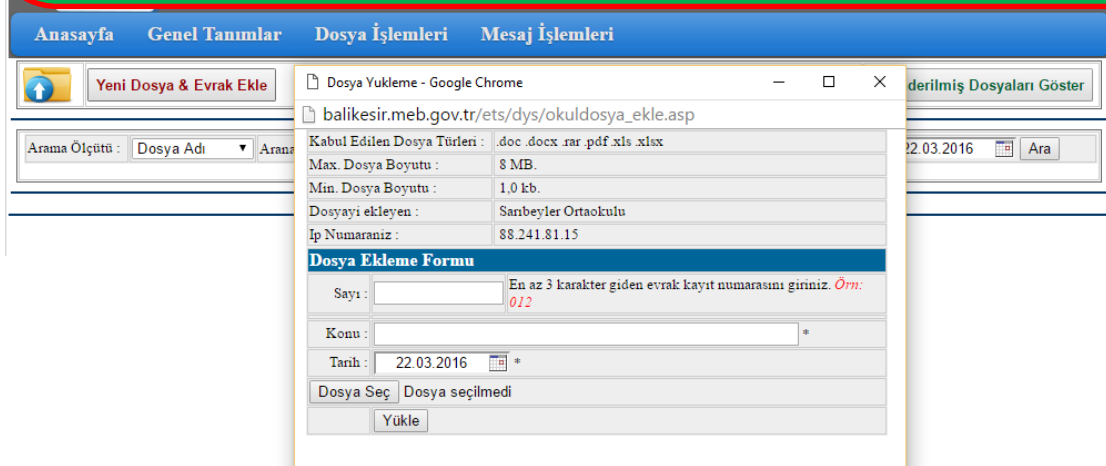 Anasayfa Genel Tanımlar Dosya İşlemleri Mesaj İşlemleri
Yeni Dosya & Evrak Ekle
derilmiş Dosyaları Göster
Arama Ölçütü : Dosya Adı Arana
22.03.2016 Ara
Dosya Yukleme - Google Chrome
balikesir.meb.gov.tr/ets/dys/okuldosya_ekle.asp
Kabul Edilen Dosya Türleri : .doc .docx .rar .pdf .xls .xlsx
Max. Dosya Boyutu : 8 MB.
Min. Dosya Boyutu : 1,0 kb.
Dosyayi ekleyen : Sarıbeyler Ortaokulu
Ip Numaraniz : 88.241.81.15
Dosya Ekleme Formu
Sayı : En az 3 karakter giden evrak kayıt numarasını giriniz. Örn:
012
Konu : *
Tarih : 22.03.2016 *
Dosya Seç Dosya seçilmedi
Yükle